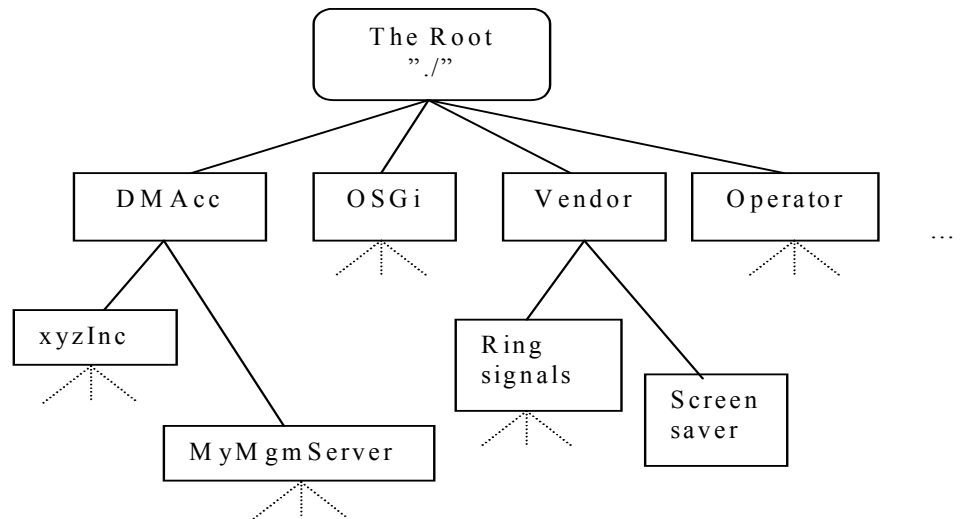 The Root
”./”
DMAcc
OSGi
Vendor
Operator
...
xyzInc
Ring
signals
Screen
saver
MyMgmServer